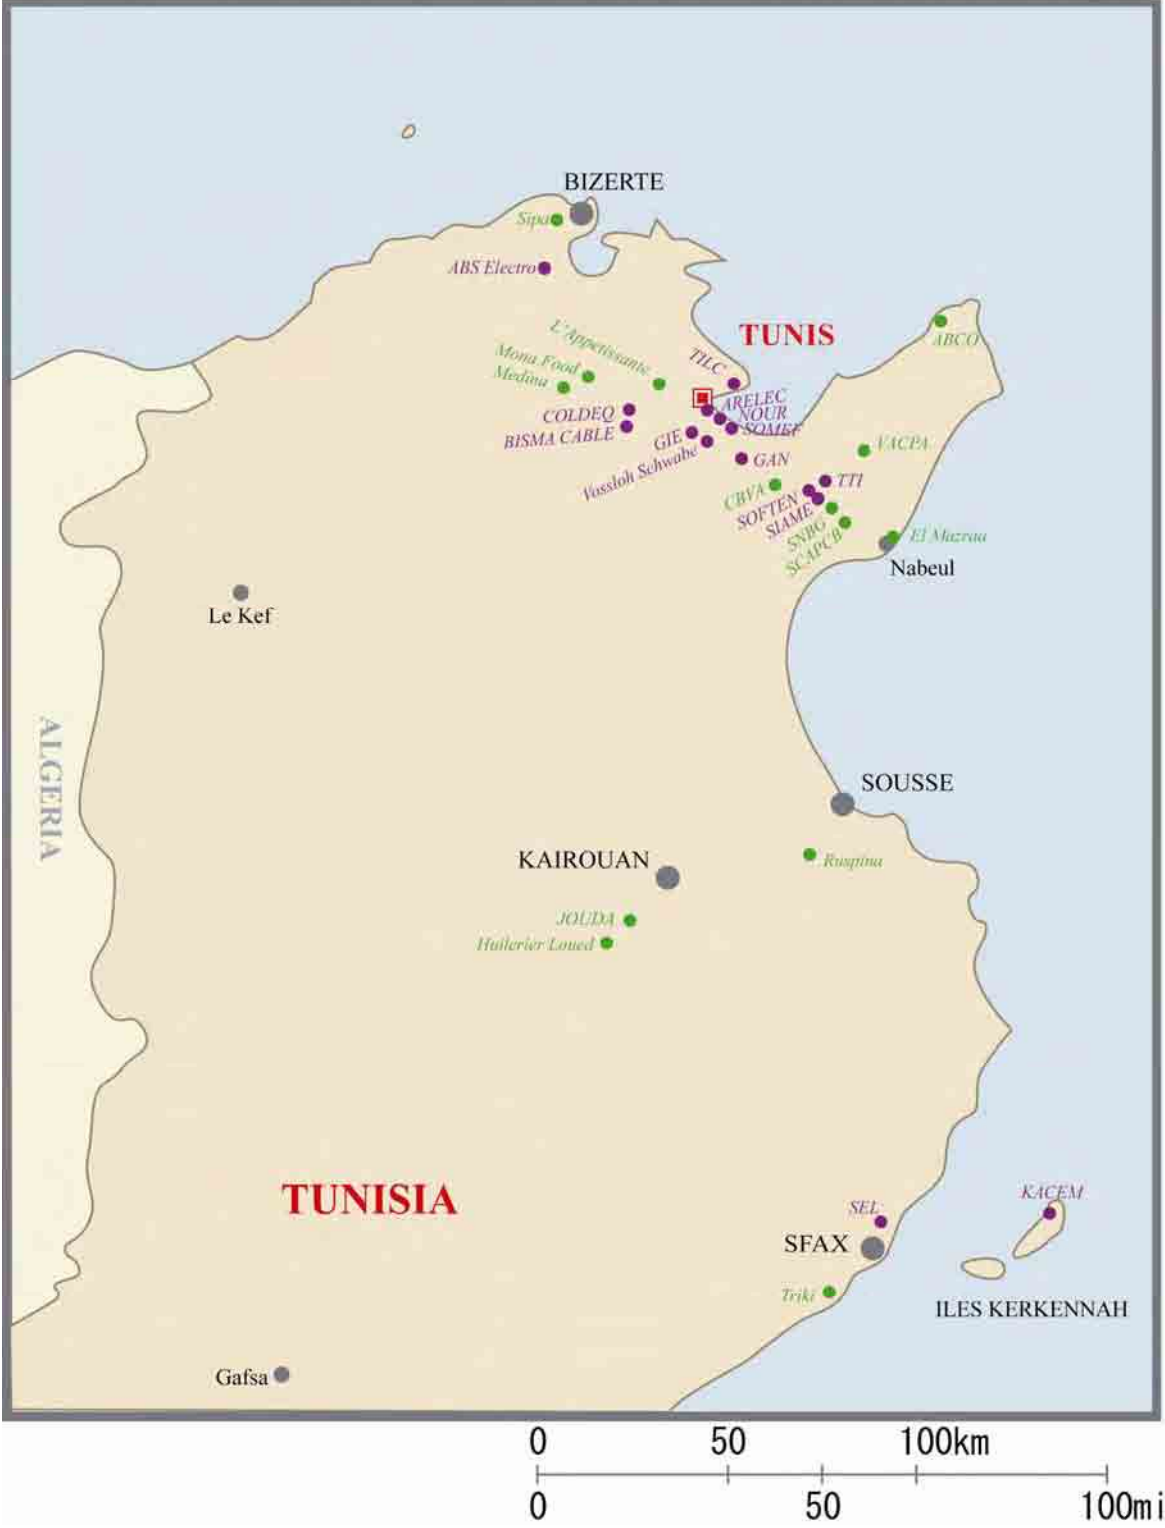 BIZERTE
Sipa
ABS Electro
TUNIS
ABCO
L'Appetissante
TILC
Mona Food
Medina
ARELEC
COLDEQ
NOUR
BISMA CABLE
SOMEF
GIE
VACPA
Vossloh Schwabe
GAN
TTI
CBVA
SOFTEN
SIAME
SNBG
SCAPCB
El Mazraa
Nabeul
Le Kef
ALGERIA
SOUSSE
KAIROUAN
Ruspina
JOUDA
Huilerier Loued
TUNISIA
KACEM
SEL
SFAX
Triki
ILES KERKENNAH
Gafsa
0 50 100km
0 50 100mi